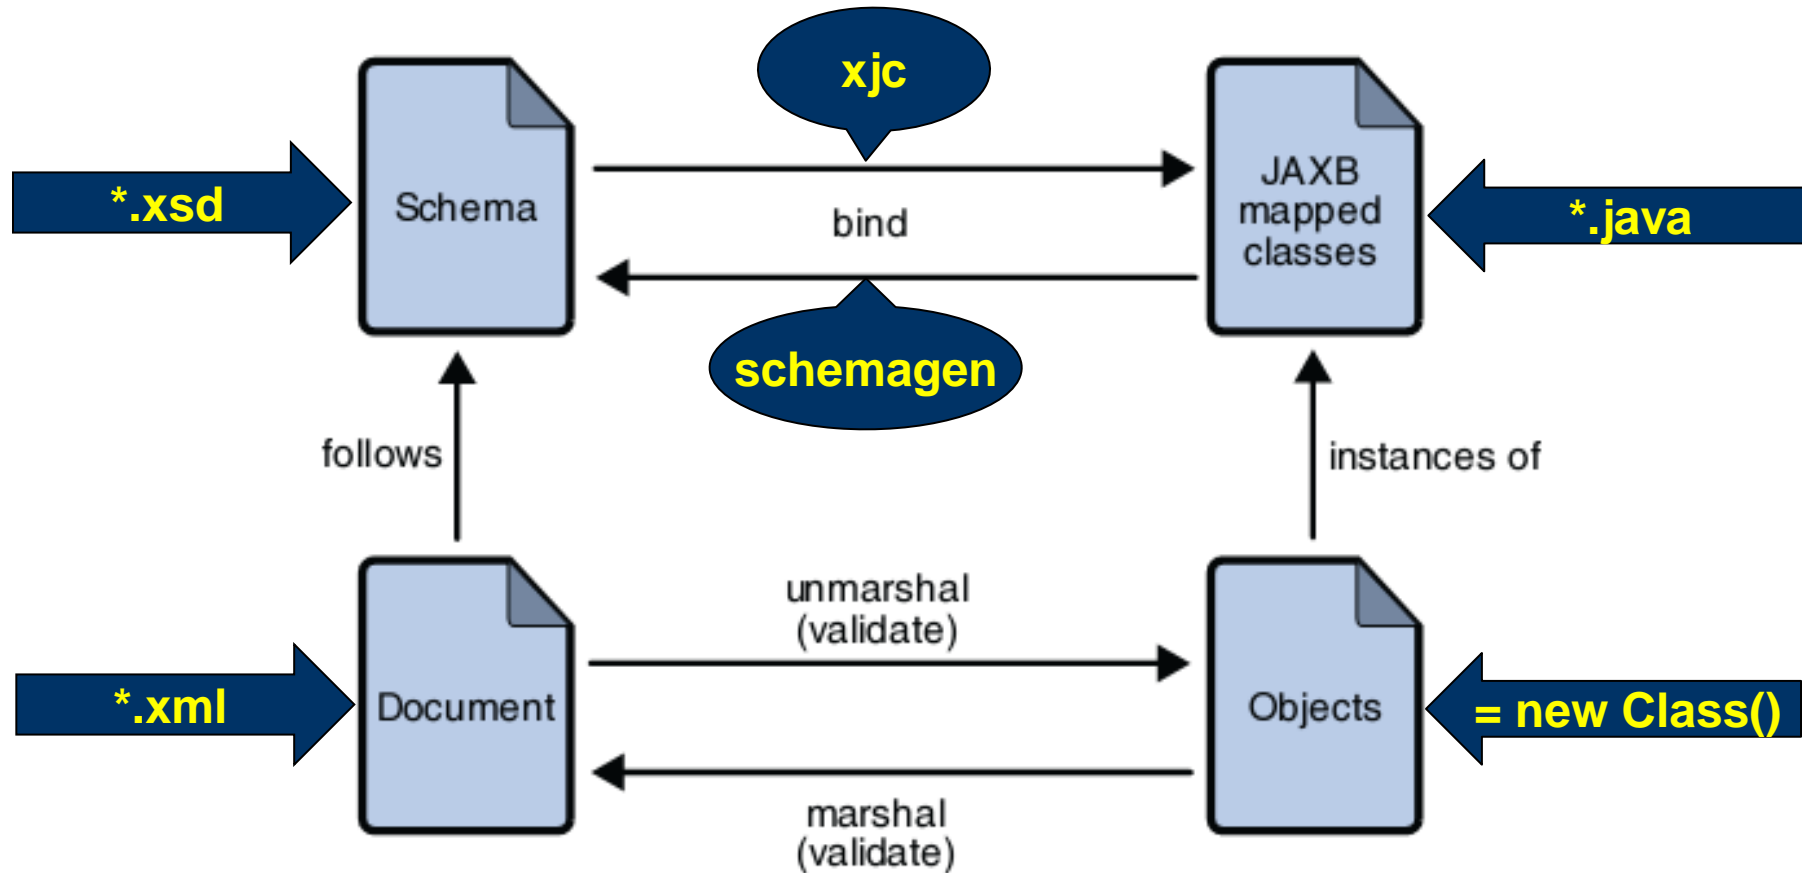 xjc
*.xsd
Schema
bind
JAXB
mapped
classes
*.java
schemagen
follows
instances of
*.xml
Document
unmarshal
(validate)
Objects
= new Class()
marshal
(validate)